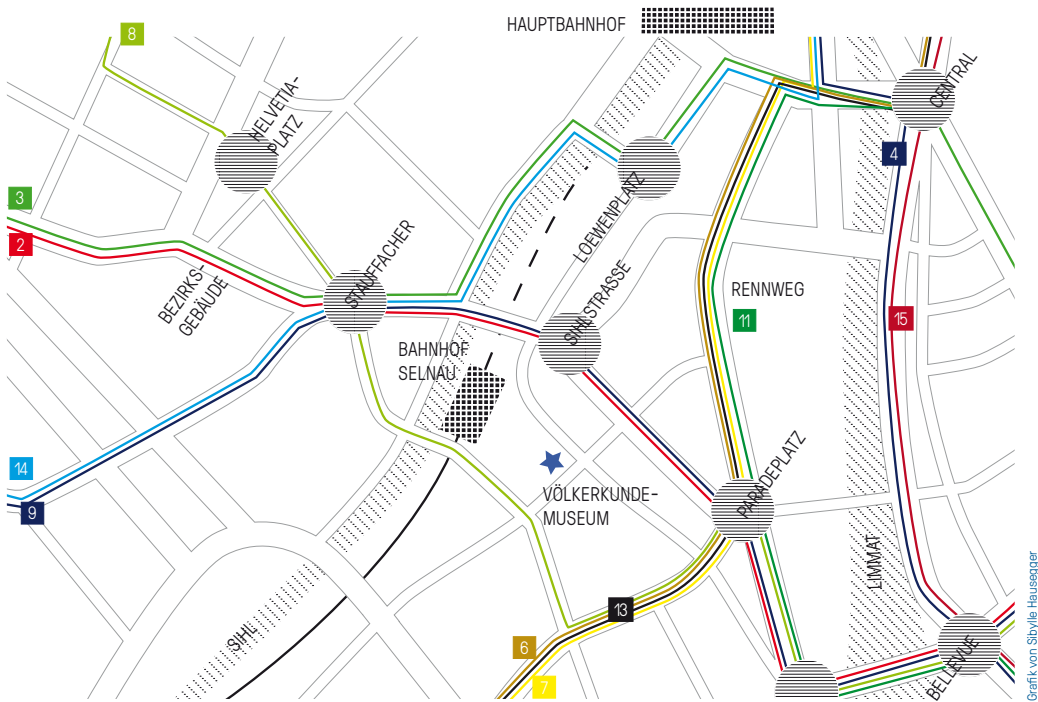 HAUPTBAHNHOF
8
HELVETIA-
PLATZ
CENTRAL
4
3
2
LOEWENPLATZ
STAUFFACHER
BEZIRKS-
GEBÄUDE
SIHLSTRASSE
RENNWEG
11
15
BAHNHOF
SELNAU
14
9
VÖLKERKUNDE-
MUSEUM
PARADEPLATZ
LIMMAT
13
SIHL
6
7
BELLEVUE
Grafik von Sibylle Hausegger